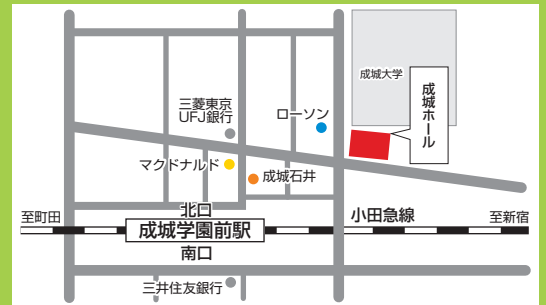 成城大学
成城ホール
三菱東京
UFJ銀行
ローソン
マクドナルド
成城石井
至町田
北口
小田急線
至新宿
成城学園前駅
南口
三井住友銀行